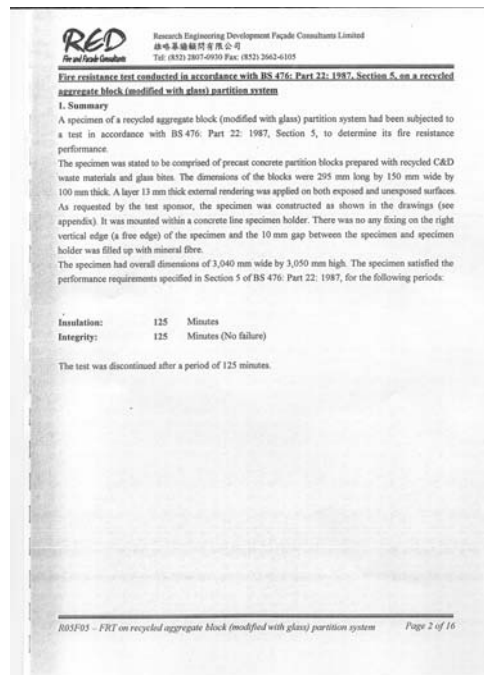 RED
Fire and Façade Consultants
Research Engineering Development Façade Consultants Limited
幕牆顧問有限公司
Tel: (852) 2807-0930 Fax: (852) 2662-6105
Fire resistance test conducted in accordance with BS 476: Part 22: 1987, Section 5, on a recycled
aggregate block (modified with glass) partition system
1. Summary
A specimen of a recycled aggregate block (modified with glass) partition system had been subjected to
a test in accordance with BS 476: Part 22: 1987, Section 5, to determine its fire resistance
performance.
The specimen was stated to be comprised of precast concrete partition blocks prepared with recycled C&D
waste materials and glass bites. The dimensions of the blocks were 295 mm long by 150 mm wide by
100 mm thick. A layer 13 mm thick external rendering was applied on both exposed and unexposed surfaces.
As requested by the test sponsor, the specimen was constructed as shown in the drawings (see
appendix). It was mounted within a concrete line specimen holder. There was no any fixing on the right
vertical edge (a free edge) of the specimen and the 10 mm gap between the specimen and specimen
holder was filled up with mineral fibre.
The specimen had overall dimensions of 3,040 mm wide by 3,050 mm high. The specimen satisfied the
performance requirements specified in Section 5 of BS 476: Part 22: 1987, for the following periods:
Insulation: 125 Minutes
Integrity: 125 Minutes (No failure)
The test was discontinued after a period of 125 minutes.
R05F05 – FRT on recycled aggregate block (modified with glass) partition system Page 2 of 16